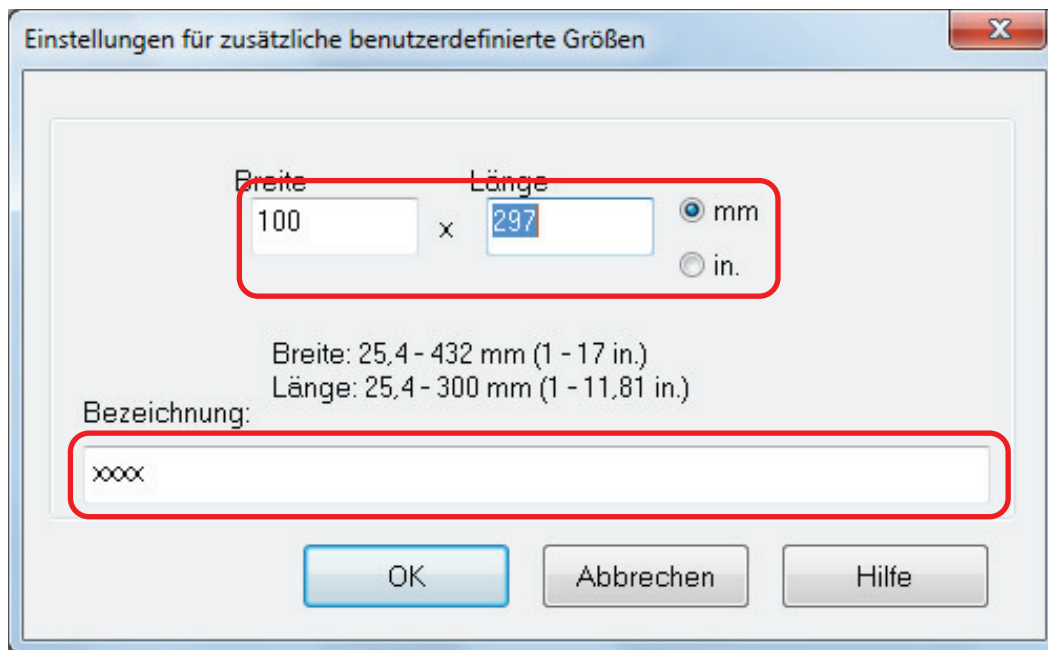 Einstellungen für zusätzliche benutzerdefinierte Größen
Breite Länge
100 x 297 mm
in.
Breite: 25,4 - 432 mm (1 - 17 in.)
Länge: 25,4 - 300 mm (1 - 11,81 in.)
Bezeichnung:
xxxx
OK Abbrechen Hilfe